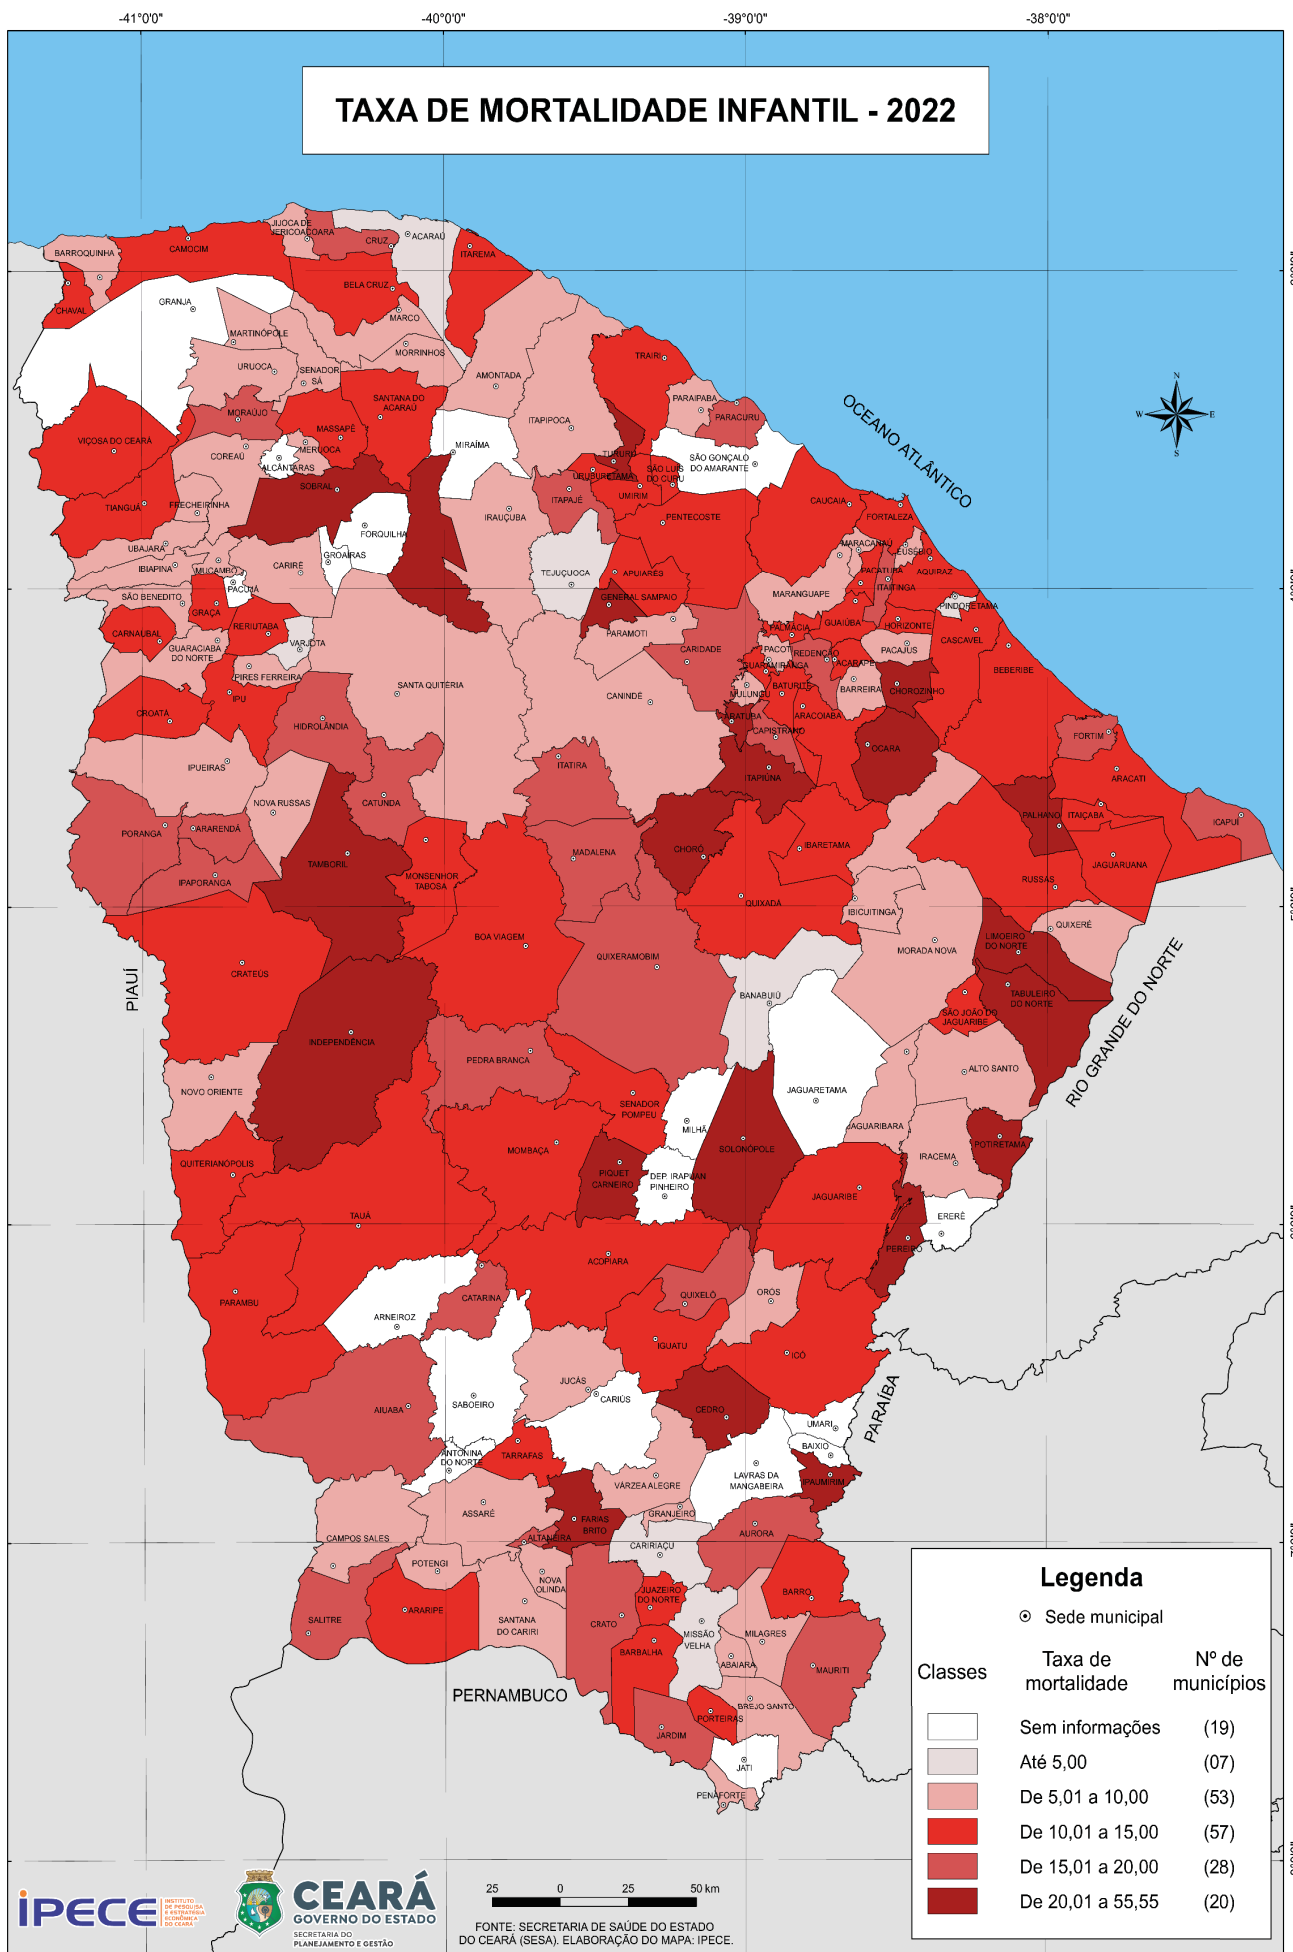 -41°0'0"
-40°0'0"
-39°0'0"
-38°0'0"
TAXA DE MORTALIDADE INFANTIL - 2022
JIJOCA DE
JERICOACOARA
CRUZ
ACARAÚ
BARROQUINHA
CAMOCIM
ITAREMA
CHAVAL
GRANJA
BELA CRUZ
MARCO
MARTINÓPOLE
MORRINHOS
URUOCA
SENADOR
SÁ
AMONTADA
TRAIRI
SANTANA DO
ACARAÚ
MORAÚJO
MASSAPÊ
ITAPIPOCA
PARAIPABA
PARACURU
OCEANO ATLÂNTICO
N
W
E
S
VIÇOSA DO CEARÁ
COREAÚ
MERUOCA
ALCÂNTARAS
MIRAÍMA
TURURU
URUBURETAMA
SÃO LUIS
DO CURU
SÃO GONÇALO
DO AMARANTE
SOBRAL
UMIRIM
ITAPAJÉ
TIANGUÁ
FRECHEIRINHA
IRAUÇUBA
PENTECOSTE
CAUCAIA
FORTALEZA
FORQUILHA
UBAJARA
IBIAPINA
MUCAMBO
CARIRÉ
GROAÍRAS
PACUJÁ
TEJUÇUOCA
APUIARÉS
MARACANAÚ
EUSÉBIO
AQUIRAZ
PACATUBA
ITAITINGA
MARANGUAPE
SÃO BENEDITO
GRAÇA
GENERAL SAMPAIO
PINDORETAMA
CARNAUBAL
RERIUTABA
GUARACIABA
DO NORTE
VARJOTA
PARAMOTI
PALMÁCIA
GUAIÚBA
HORIZONTE
CASCAVEL
BEBERIBE
PIRES FERREIRA
CARIDADE
PACOTI
GUARAMIRANGA
REDENÇÃO
ACARAPE
PACAJUS
CROATÁ
IPU
SANTA QUITÉRIA
CANINDÉ
MULUNGU
BATURITÉ
BARREIRA
CHOROZINHO
ARATUBA
ARACOIABA
CAPISTRANO
HIDROLÂNDIA
OCARA
FORTIM
IPUEIRAS
ITATIRA
ITAPIÚNA
ARACATI
NOVA RUSSAS
CATUNDA
PORANGA
ARARENDÁ
PALHANO
ITAIÇABA
ICAPUÍ
TAMBORIL
MONSENHOR
TABOSA
MADALENA
CHORÓ
IBARETAMA
JAGUARUANA
IPAPORANGA
RUSSAS
QUIXADÁ
IBICUITINGA
PIAUÍ
BOA VIAGEM
QUIXERAMOBIM
MORADA NOVA
LIMOEIRO
DO NORTE
QUIXERÉ
CRATEÚS
BANABUIÚ
TABULEIRO
DO NORTE
SÃO JOÃO DO
JAGUARIBE
RIO GRANDE DO NORTE
INDEPENDÊNCIA
PEDRA BRANCA
ALTO SANTO
NOVO ORIENTE
SENADOR
POMPEU
MILHÃ
JAGUARETAMA
JAGUARIBARA
QUITERIANÓPOLIS
MOMBAÇA
SOLONÓPOLE
IRACEMA
POTIRETAMA
PIQUET
CARNEIRO
DEP. IRAPUAN
PINHEIRO
JAGUARIBE
TAUÁ
ERERÊ
PEREIRO
ACOPIARA
PARAMBU
CATARINA
QUIXELÔ
ORÓS
ARNEIROZ
IGUATU
ICÓ
JUCÁS
CARIÚS
AIUABA
SABOEIRO
CEDRO
UMARI
PARAÍBA
ANTONINA
DO NORTE
TARRAFAS
BAIXIO
IPAUMIRIM
LAVRAS DA
MANGABEIRA
VÁRZEA ALEGRE
GRANJEIRO
ASSARÉ
FARIAS
BRITO
AURORA
CAMPOS SALES
ALTANEIRA
CARIRIAÇU
POTENGI
NOVA
OLINDA
JUAZEIRO
DO NORTE
BARRO
SALITRE
ARARIPE
SANTANA
DO CARIRI
CRATO
MISSÃO
VELHA
MILAGRES
BARBALHA
ABAIARA
MAURITI
PERNAMBUCO
BREJO SANTO
PORTEIRAS
JARDIM
JATI
PENAFORTE
Legenda
Sede municipal
Classes
Taxa de
mortalidade
Nº de
municípios
Sem informações (19)
Até 5,00 (07)
De 5,01 a 10,00 (53)
De 10,01 a 15,00 (57)
De 15,01 a 20,00 (28)
De 20,01 a 55,55 (20)
IPECE
INSTITUTO
DE PESQUISA
E ESTRATÉGIA
ECONÔMICA
DO CEARÁ
CEARÁ
GOVERNO DO ESTADO
SECRETARIA DO
PLANEJAMENTO E GESTÃO
25 0 25 50 km
FONTE: SECRETARIA DE SAÚDE DO ESTADO
DO CEARÁ (SESA). ELABORAÇÃO DO MAPA: IPECE.